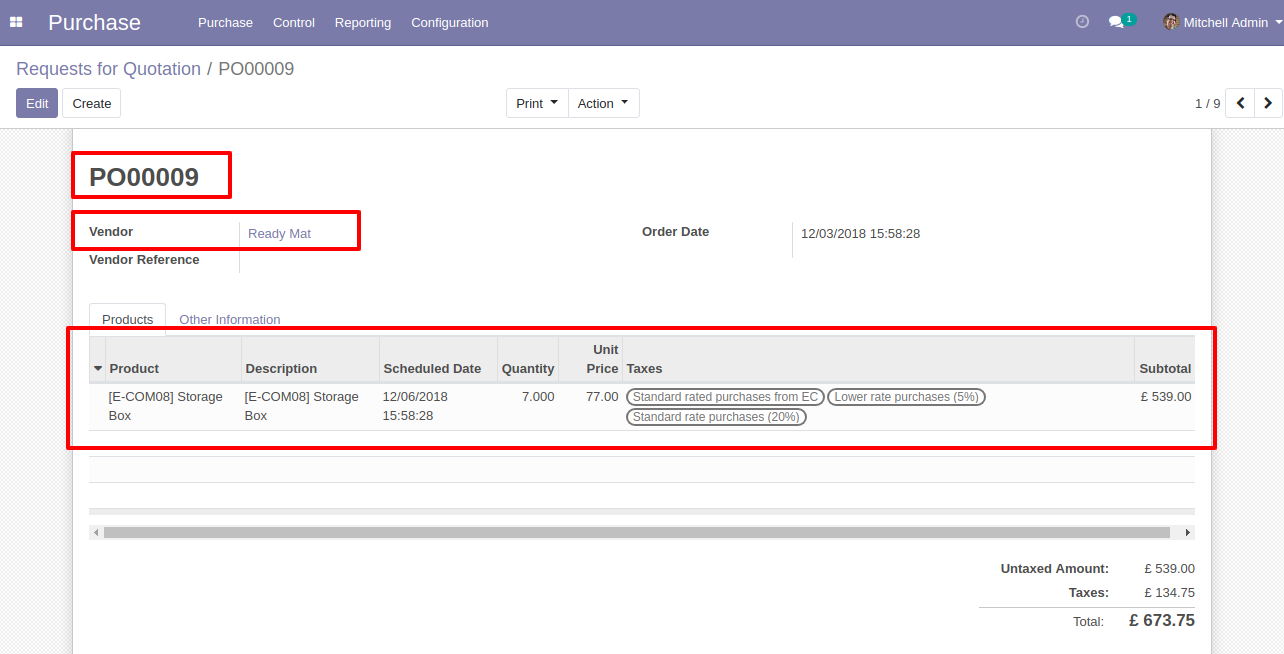 Purchase Purchase Control Reporting Configuration 1 Mitchell Admin
Requests for Quotation / PO00009
Edit Create Print Action 1 / 9
PO00009
Vendor Ready Mat Order Date 12/03/2018 15:58:28
Vendor Reference
Products Other Information
Product Description Scheduled Date Quantity Unit Price Taxes Subtotal
[E-COM08] Storage [E-COM08] Storage 12/06/2018 7.000 77.00 Standard rated purchases from EC Lower rate purchases (5%) £ 539.00
Box Box 15:58:28 Standard rate purchases (20%)
Untaxed Amount: £ 539.00
Taxes: £ 134.75
Total: £ 673.75